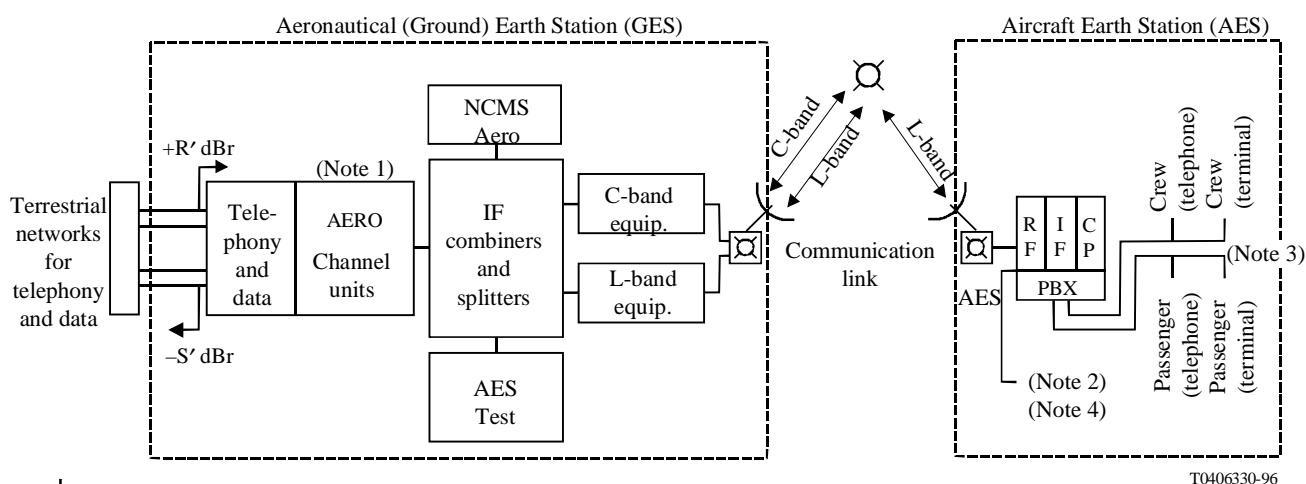 Aeronautical (Ground) Earth Station (GES)
Aircraft Earth Station (AES)
NCMS
Aero
+R′ dBr
(Note 1)
Terrestrial
networks
for
telephony
and data
Tele-
phony
and
data
AERO
Channel
units
IF
combiners
and
splitters
C-band
equip.
L-band
equip.
–S′ dBr
AES
Test
C-band
L-band
L-band
Communication
link
AES
R
F
I
F
C
P
PBX
Crew
(telephone)
Crew
(terminal)
(Note 3)
Passenger
(telephone)
Passenger
(terminal)
(Note 2)
(Note 4)
T0406330-96